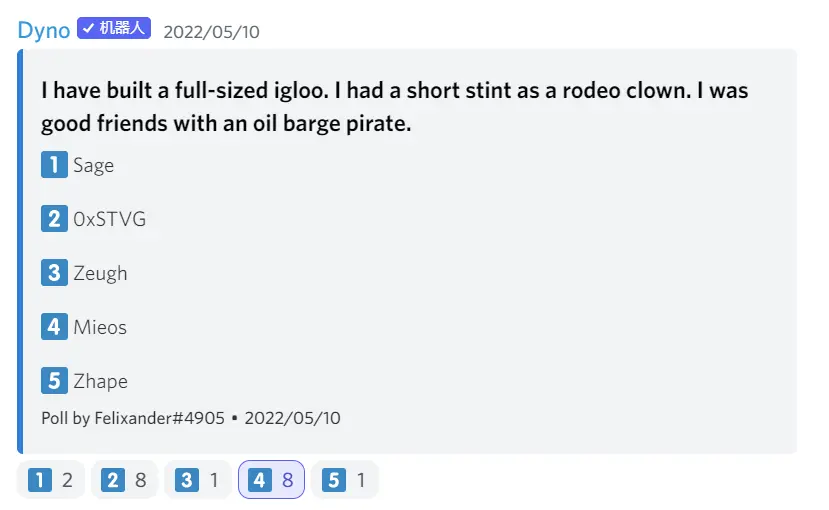 Dyno ✓ 机器人 2022/05/10
I have built a full-sized igloo. I had a short stint as a rodeo clown. I was
good friends with an oil barge pirate.
1 Sage
2 0xSTVG
3 Zeugh
4 Mieos
5 Zhape
Poll by Felixander#4905 • 2022/05/10
1 2 2 8 3 1 4 8 5 1